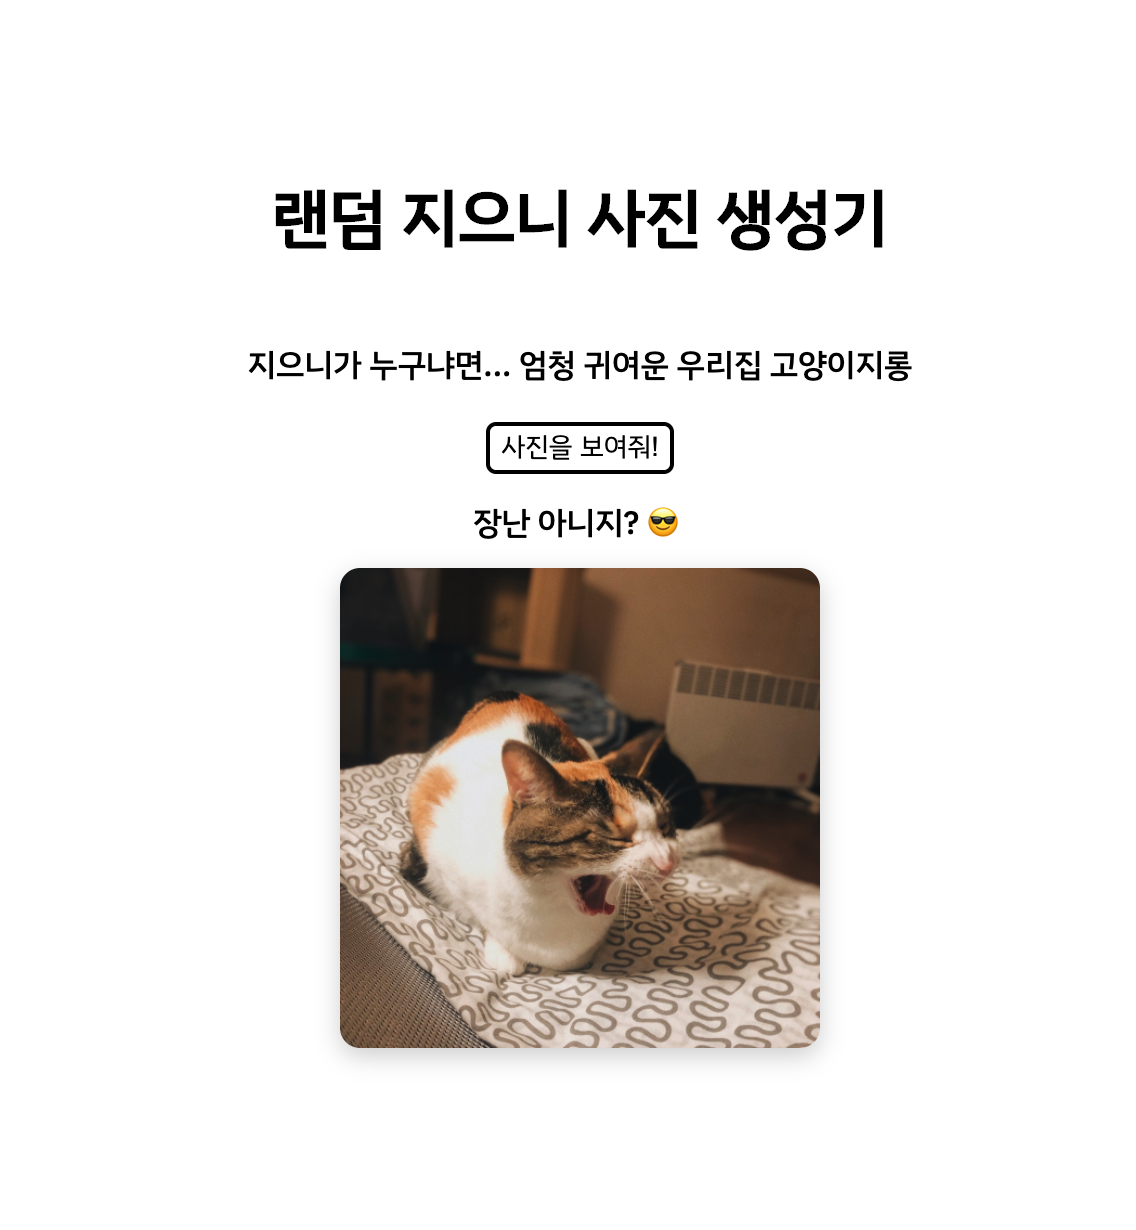 랜덤 지으니 사진 생성기
지으니가 누구냐면... 엄청 귀여운 우리집 고양이지롱
사진을 보여줘!
장난 아니지? 😎